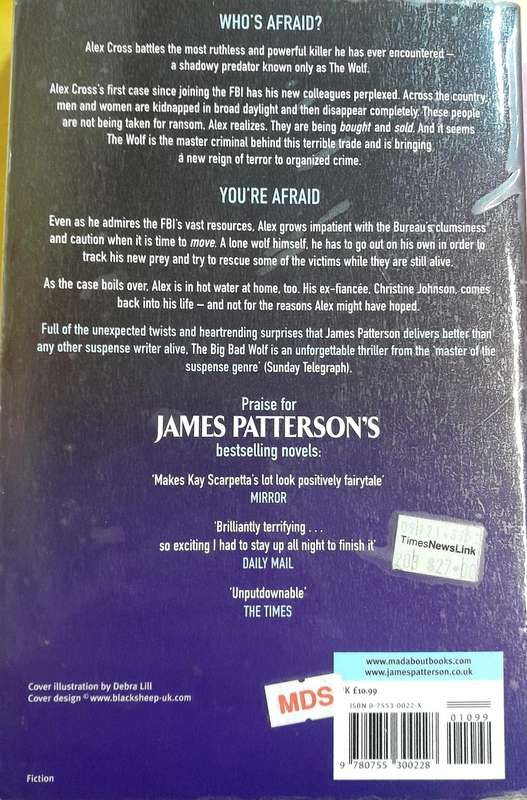 WHO'S AFRAID?
Alex Cross battles the most ruthless and powerful killer he has ever encountered –
a shadowy predator known only as The Wolf.
Alex Cross's first case since joining the FBI has his new colleagues perplexed. Across the country,
men and women are kidnapped in broad daylight and then disappear completely. These people
are not being taken for ransom, Alex realizes. They are being bought and sold. And it seems
The Wolf is the master criminal behind this terrible trade and is bringing
a new reign of terror to organized crime.
YOU'RE AFRAID
Even as he admires the FBI's vast resources, Alex grows impatient with the Bureau's clumsiness
and caution when it is time to move. A lone wolf himself, he has to go out on his own in order to
track his new prey and try to rescue some of the victims while they are still alive.
As the case boils over, Alex is in hot water at home, too. His ex-fiancée, Christine Johnson, comes
back into his life – and not for the reasons Alex might have hoped.
Full of the unexpected twists and heartrending surprises that James Patterson delivers better than
any other suspense writer alive, The Big Bad Wolf is an unforgettable thriller from the 'master of the
suspense genre' (Sunday Telegraph).
Praise for
JAMES PATTERSON'S
bestselling novels:
'Makes Kay Scarpetta's lot look positively fairytale'
MIRROR
'Brilliantly terrifying . . .
so exciting I had to stay up all night to finish it'
DAILY MAIL
'Unputdownable'
THE TIMES
TimesNewsLink
$27.00
www.madaboutbooks.com
www.jamespatterson.co.uk
Cover illustration by Debra Lill
Cover design © www.blacksheep-uk.com
MDS
UK £10.99
ISBN 0-7553-0022-X
01099
9 780755 300228
Fiction